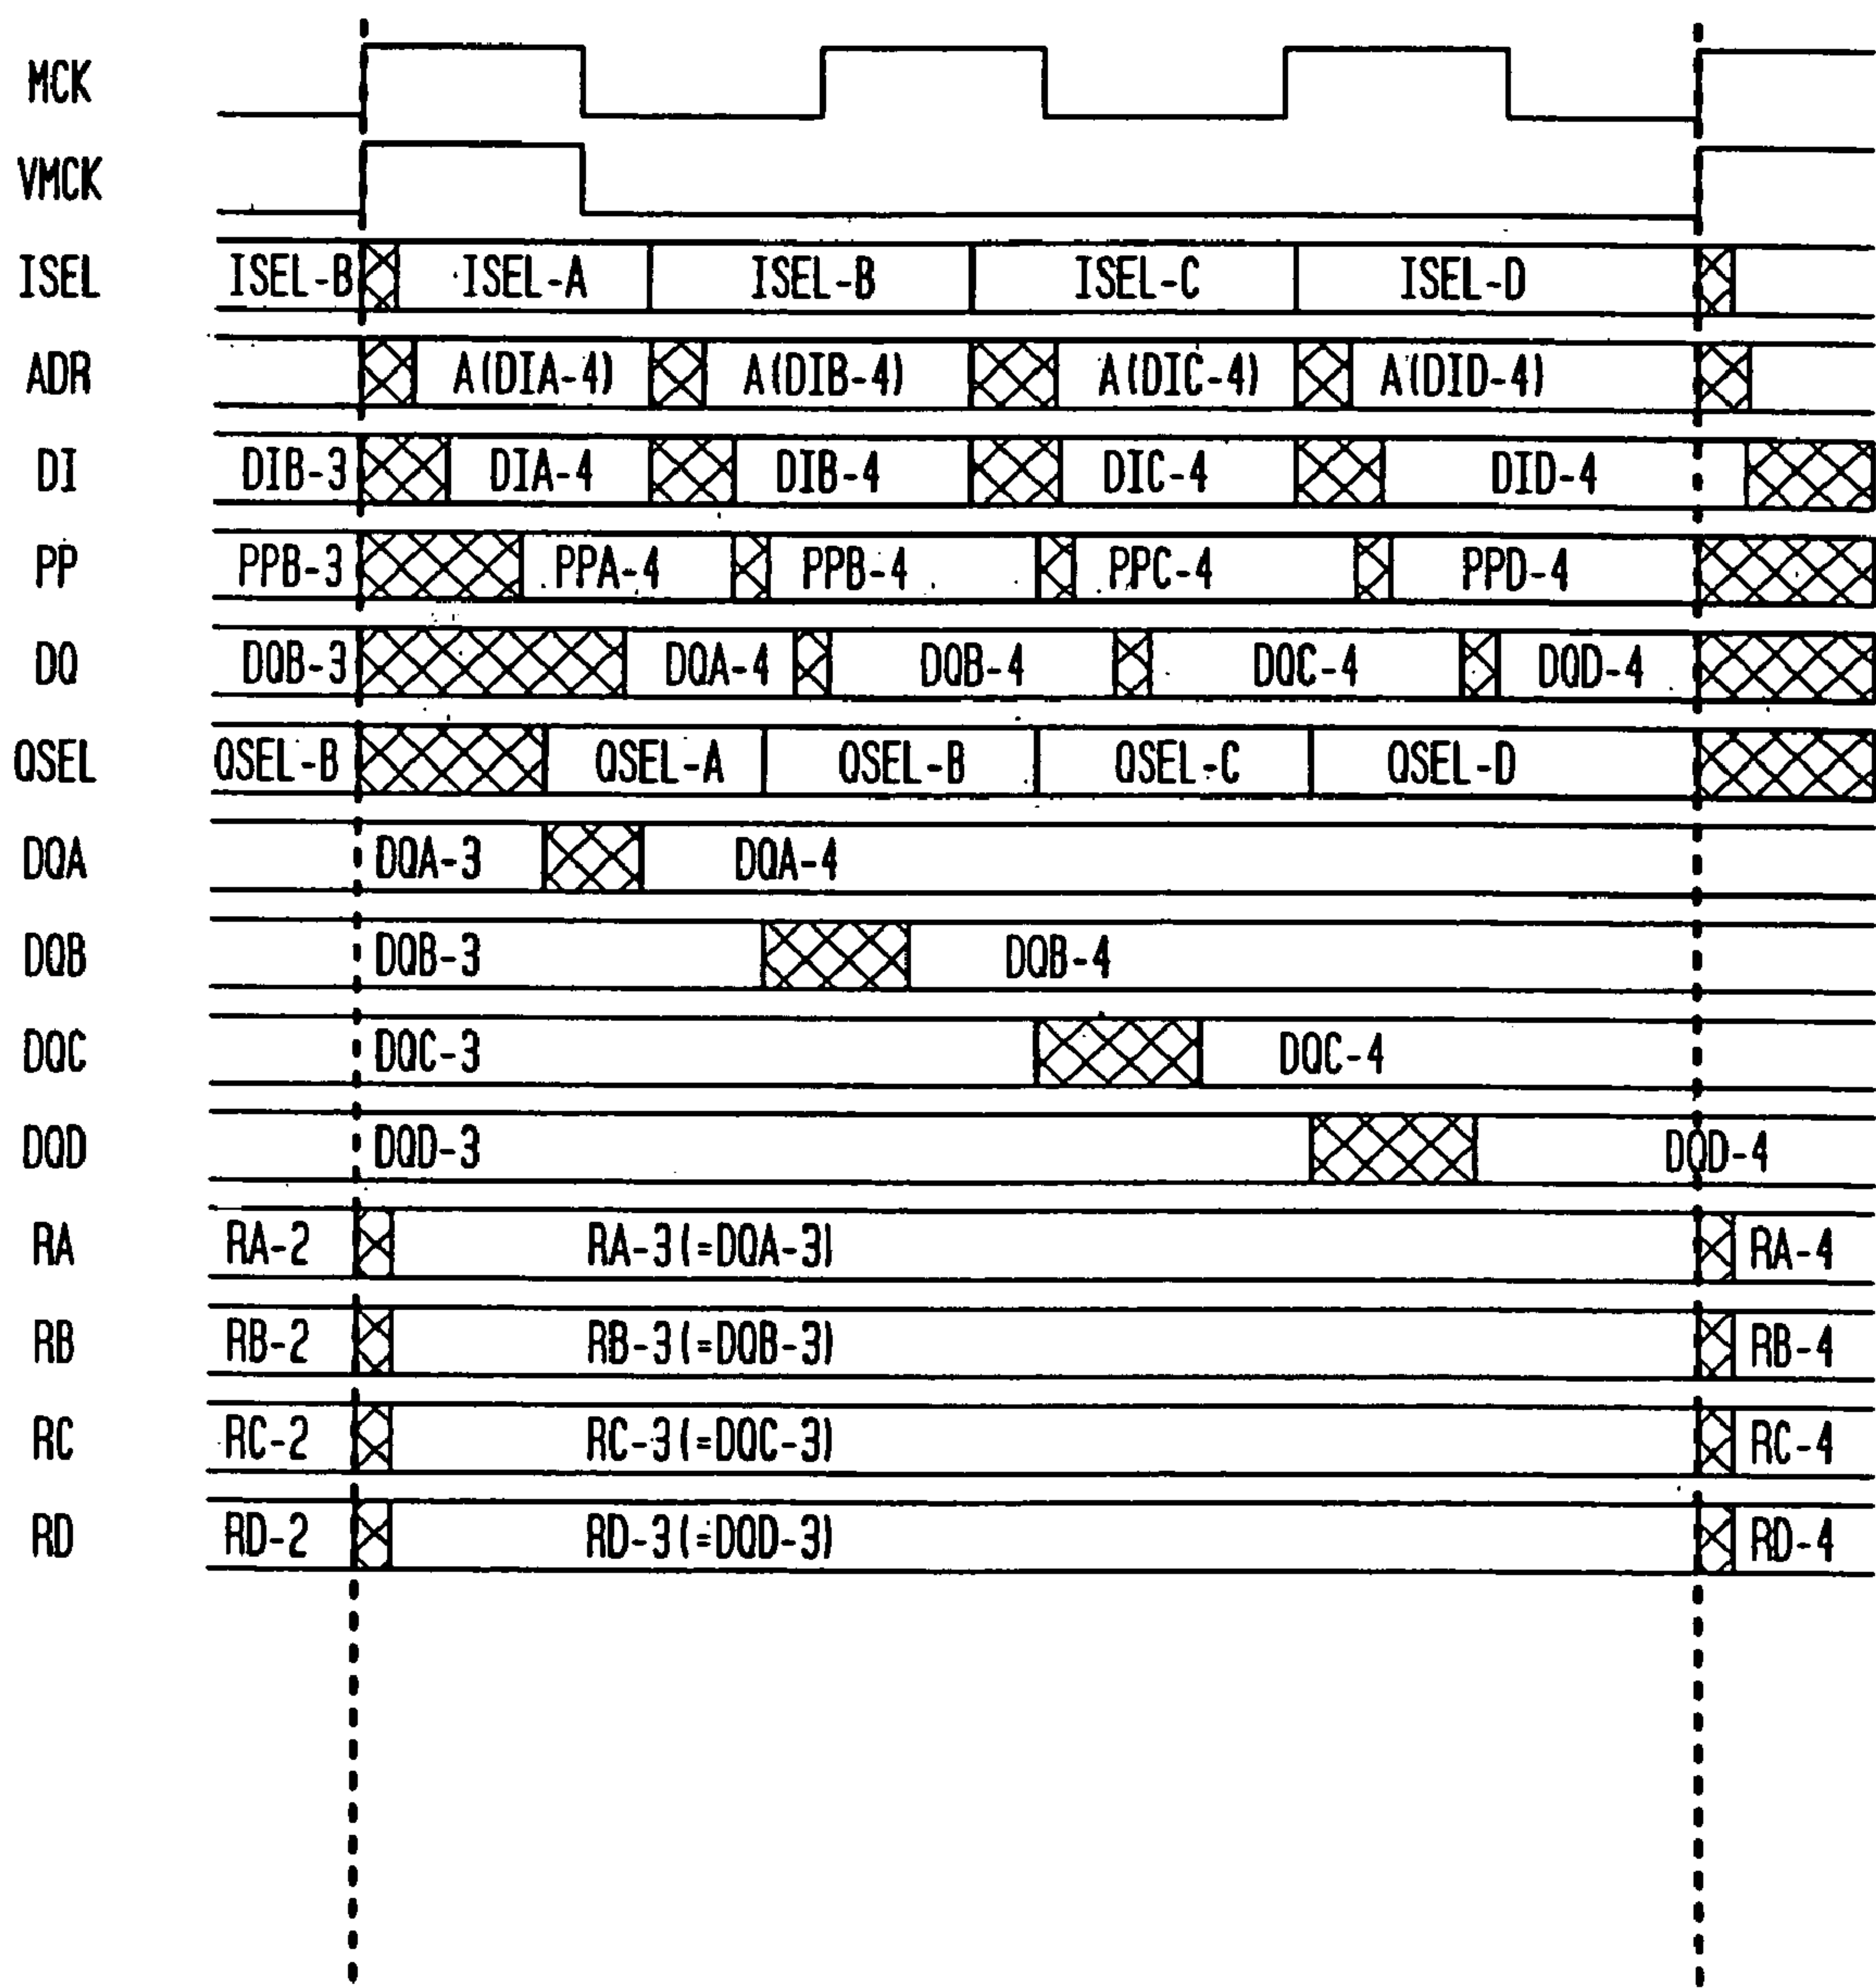 MCK
VMCK
ISEL ISEL-B ISEL-A ISEL-B ISEL-C ISEL-D
ADR A(DIA-4) A(DIB-4) A(DIC-4) A(DID-4)
DI DIB-3 DIA-4 DIB-4 DIC-4 DID-4
PP PPB-3 PPA-4 PPB-4 PPC-4 PPD-4
DQ DQB-3 DQA-4 DQB-4 DQC-4 DQD-4
QSEL QSEL-B QSEL-A QSEL-B QSEL-C QSEL-D
DQA DQA-3 DQA-4
DQB DQB-3 DQB-4
DQC DQC-3 DQC-4
DQD DQD-3 DQD-4
RA RA-2 RA-3(=DQA-3) RA-4
RB RB-2 RB-3(=DQB-3) RB-4
RC RC-2 RC-3(=DQC-3) RC-4
RD RD-2 RD-3(=DQD-3) RD-4